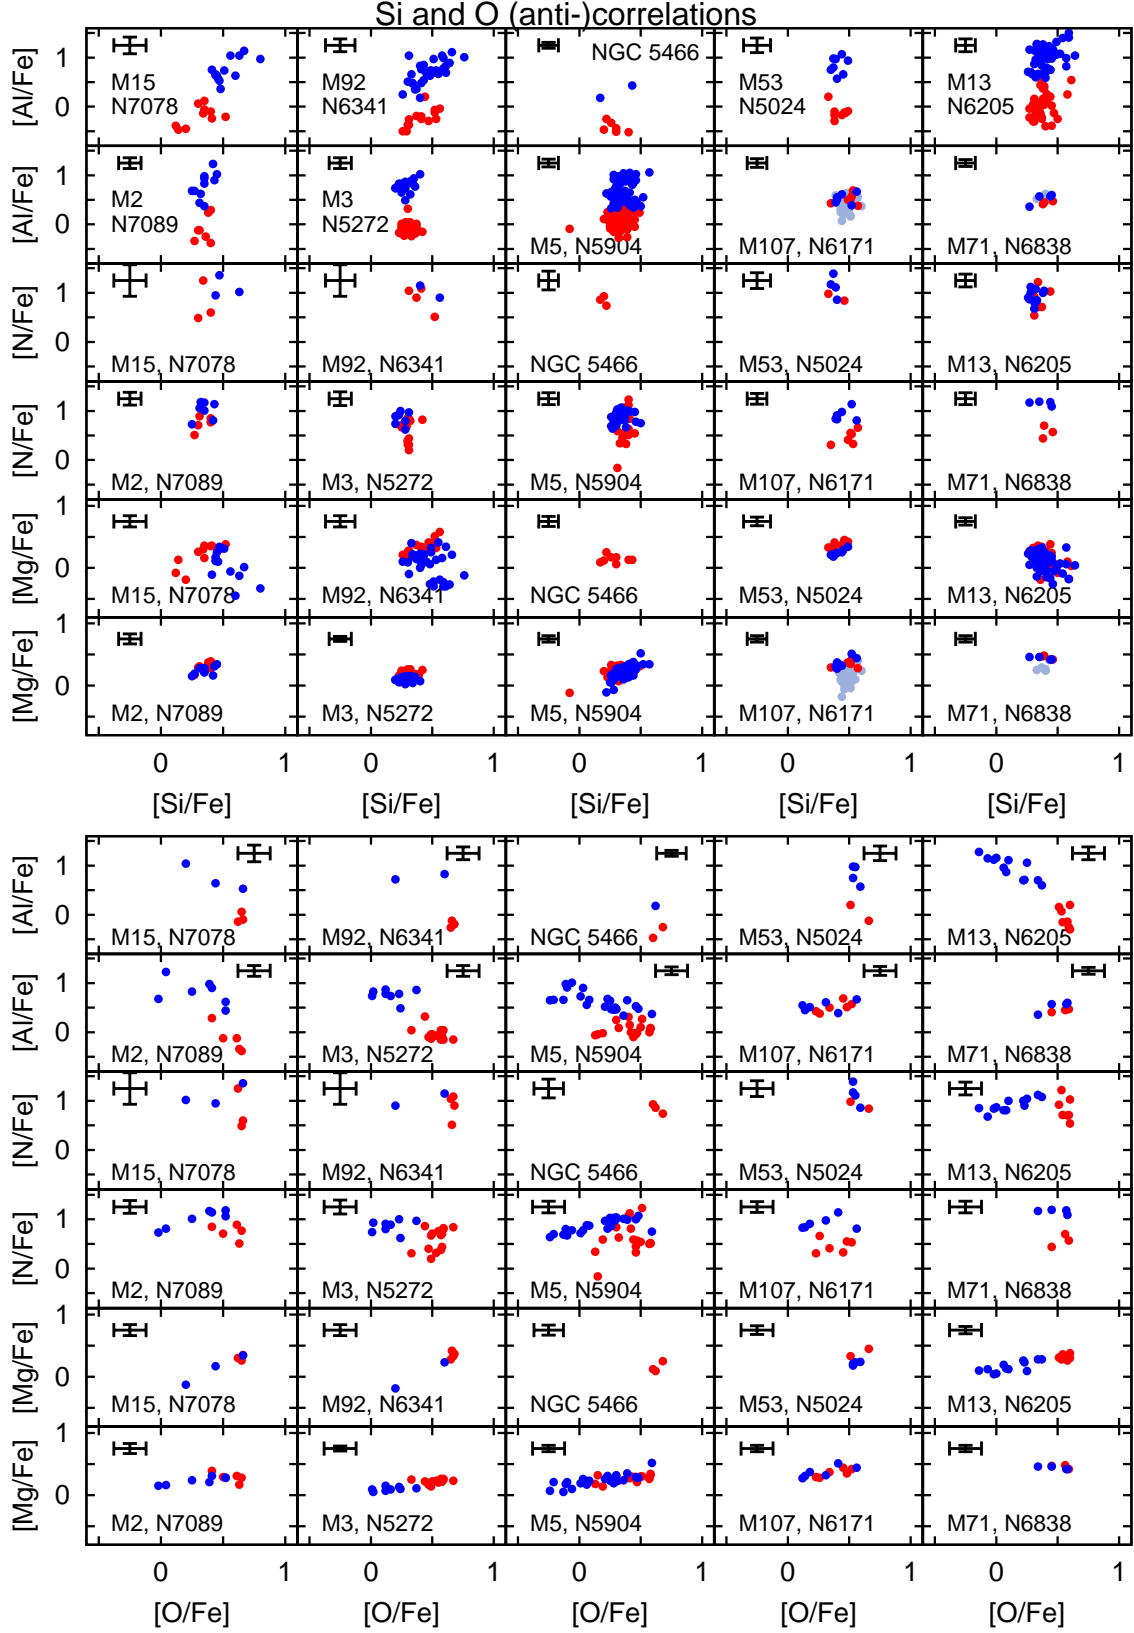 Si and O (anti-)correlations
[Al/Fe] 1 0 M15 N7078 M92 N6341 NGC 5466 M53 N5024 M13 N6205
[Al/Fe] 1 0 M2 N7089 M3 N5272 M5, N5904 M107, N6171 M71, N6838
[N/Fe] 1 0 M15, N7078 M92, N6341 NGC 5466 M53, N5024 M13, N6205
[N/Fe] 1 0 M2, N7089 M3, N5272 M5, N5904 M107, N6171 M71, N6838
[Mg/Fe] 1 0 M15, N7078 M92, N6341 NGC 5466 M53, N5024 M13, N6205
[Mg/Fe] 1 0 M2, N7089 M3, N5272 M5, N5904 M107, N6171 M71, N6838
0 1 0 1 0 1 0 1 0 1
[Si/Fe] [Si/Fe] [Si/Fe] [Si/Fe] [Si/Fe]
[Al/Fe] 1 0 M15, N7078 M92, N6341 NGC 5466 M53, N5024 M13, N6205
[Al/Fe] 1 0 M2, N7089 M3, N5272 M5, N5904 M107, N6171 M71, N6838
[N/Fe] 1 0 M15, N7078 M92, N6341 NGC 5466 M53, N5024 M13, N6205
[N/Fe] 1 0 M2, N7089 M3, N5272 M5, N5904 M107, N6171 M71, N6838
[Mg/Fe] 1 0 M15, N7078 M92, N6341 NGC 5466 M53, N5024 M13, N6205
[Mg/Fe] 1 0 M2, N7089 M3, N5272 M5, N5904 M107, N6171 M71, N6838
0 1 0 1 0 1 0 1 0 1
[O/Fe] [O/Fe] [O/Fe] [O/Fe] [O/Fe]